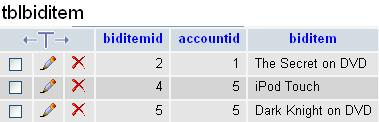 tblbiditem
←T→ biditemid accountid biditem
2 1 The Secret on DVD
4 5 iPod Touch
5 5 Dark Knight on DVD